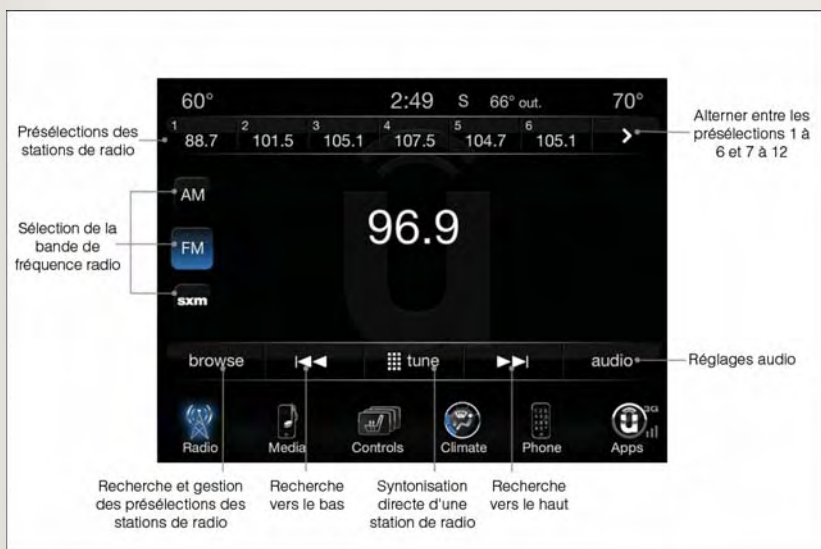 60° 2:49 S 66° out. 70°
1 88.7 2 101.5 3 105.1 4 107.5 5 104.7 6 105.1
Présélections des
stations de radio
Alterner entre les
présélections 1 à
6 et 7 à 12
AM
FM
sxm
96.9
Sélection de la
bande de
fréquence radio
browse tune audio
Réglages audio
Radio Media Controls Climate Phone Apps 3G
Recherche et gestion
des présélections des
stations de radio
Recherche
vers le bas
Syntonisation
directe d'une
station de radio
Recherche
vers le haut